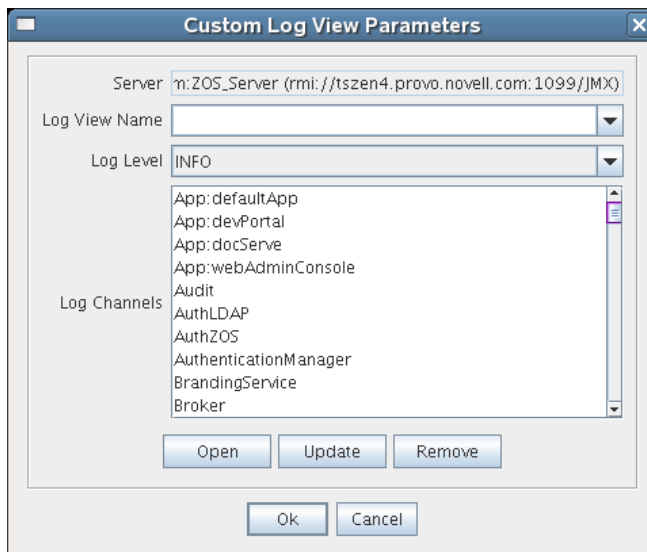 Custom Log View Parameters
Server m:ZOS_Server (rmi://tszen4.provo.novell.com:1099/JMX)
Log View Name
Log Level INFO
Log Channels
App:defaultApp
App:devPortal
App:docServe
App:webAdminConsole
Audit
AuthLDAP
AuthZOS
AuthenticationManager
BrandingService
Broker
Open Update Remove
Ok Cancel